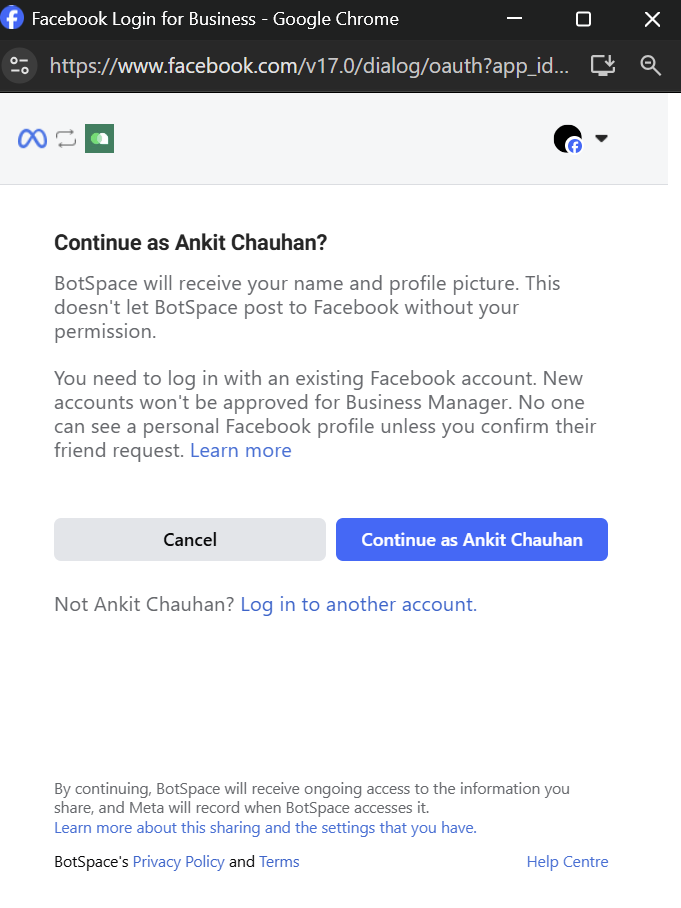 Facebook Login for Business - Google Chrome
https://www.facebook.com/v17.0/dialog/oauth?app_id...
Continue as Ankit Chauhan?
BotSpace will receive your name and profile picture. This
doesn't let BotSpace post to Facebook without your
permission.
You need to log in with an existing Facebook account. New
accounts won't be approved for Business Manager. No one
can see a personal Facebook profile unless you confirm their
friend request. Learn more
Cancel
Continue as Ankit Chauhan
Not Ankit Chauhan? Log in to another account.
By continuing, BotSpace will receive ongoing access to the information you
share, and Meta will record when BotSpace accesses it.
Learn more about this sharing and the settings that you have.
BotSpace's Privacy Policy and Terms
Help Centre